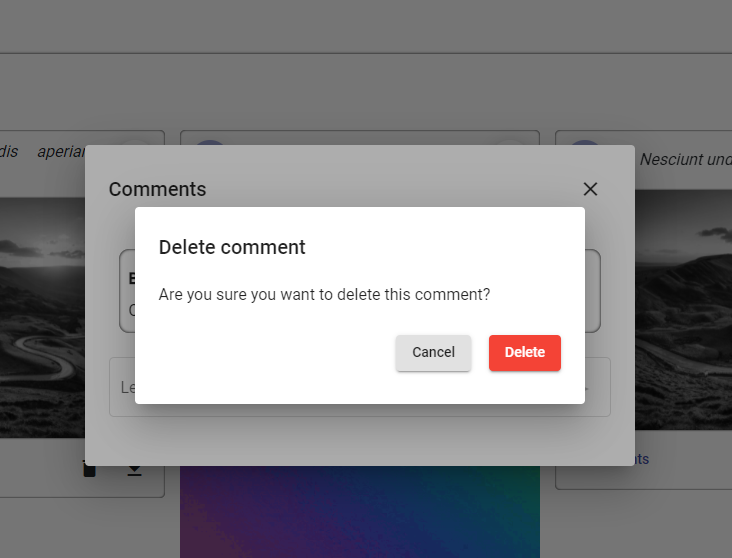 dis aperiam
Nesciunt und
Comments
Delete comment
Are you sure you want to delete this comment?
Cancel
Delete
Le
nts